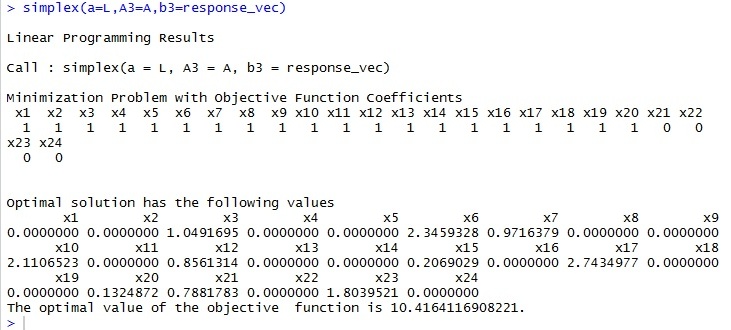 > simplex(a=L,A3=A,b3=response_vec)
Linear Programming Results
Call : simplex(a = L, A3 = A, b3 = response_vec)
Minimization Problem with Objective Function Coefficients
x1 x2 x3 x4 x5 x6 x7 x8 x9 x10 x11 x12 x13 x14 x15 x16 x17 x18 x19 x20 x21 x22
1 1 1 1 1 1 1 1 1 1 1 1 1 1 1 1 1 1 1 1 0 0
x23 x24
0 0
Optimal solution has the following values
x1 x2 x3 x4 x5 x6 x7 x8 x9
0.0000000 0.0000000 1.0491695 0.0000000 0.0000000 2.3459328 0.9716379 0.0000000 0.0000000
x10 x11 x12 x13 x14 x15 x16 x17 x18
2.1106523 0.0000000 0.8561314 0.0000000 0.0000000 0.2069029 0.0000000 2.7434977 0.0000000
x19 x20 x21 x22 x23 x24
0.0000000 0.1324872 0.7881783 0.0000000 1.8039521 0.0000000
The optimal value of the objective function is 10.4164116908221.
>